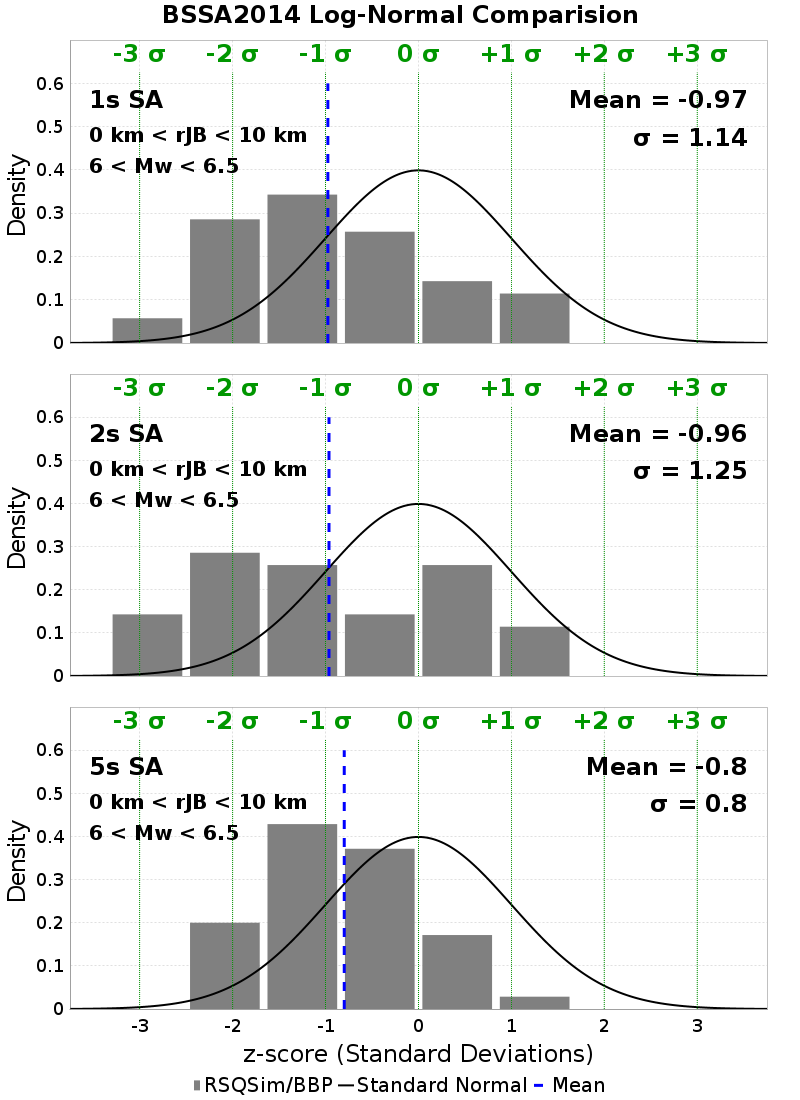 BSSA2014 Log-Normal Comparision
-3 σ -2 σ -1 σ 0 σ +1 σ +2 σ +3 σ
1s SA
0 km < rJB < 10 km
6 < Mw < 6.5
Mean = -0.97
σ = 1.14
Density
0.6
0.5
0.4
0.3
0.2
0.1
0
-3 σ -2 σ -1 σ 0 σ +1 σ +2 σ +3 σ
2s SA
0 km < rJB < 10 km
6 < Mw < 6.5
Mean = -0.96
σ = 1.25
Density
0.6
0.5
0.4
0.3
0.2
0.1
0
-3 σ -2 σ -1 σ 0 σ +1 σ +2 σ +3 σ
5s SA
0 km < rJB < 10 km
6 < Mw < 6.5
Mean = -0.8
σ = 0.8
Density
0.6
0.5
0.4
0.3
0.2
0.1
0
-3 -2 -1 0 1 2 3
z-score (Standard Deviations)
RSQSim/BBP Standard Normal Mean